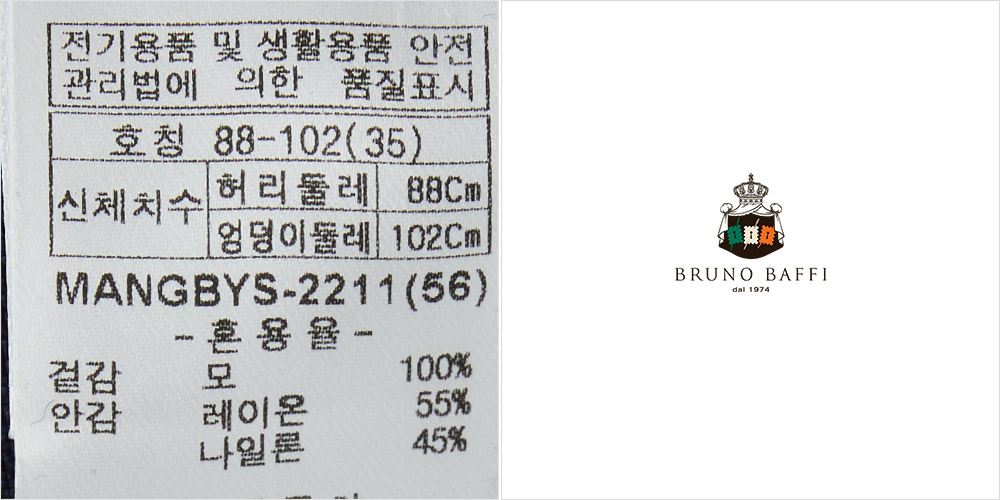 전기용품 및 생활용품 안전
관리법에 의한 품질표시
호칭 88-102(35)
신체치수
허리둘레 88Cm
엉덩이둘레 102Cm
MANGBYS-2211(56)
-혼용율-
겉감 모 100%
안감 레이온 55%
나일론 45%
BRUNO BAFFI
dal 1974